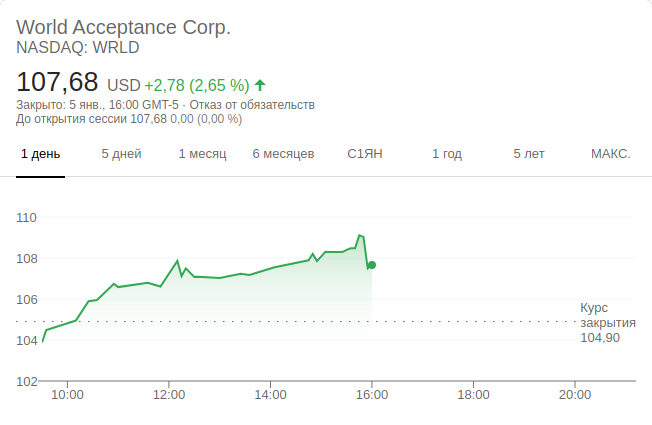 World Acceptance Corp.
NASDAQ: WRLD
107,68 USD +2,78 (2,65 %)
Закрыто: 5 янв., 16:00 GMT-5 · Отказ от обязательств
До открытия сессии 107,68 0,00 (0,00 %)
1 день 5 дней 1 месяц 6 месяцев С1ЯН 1 год 5 лет МАКС.
110
108
106
Курс
закрытия
104,90
104
102
10:00 12:00 14:00 16:00 18:00 20:00